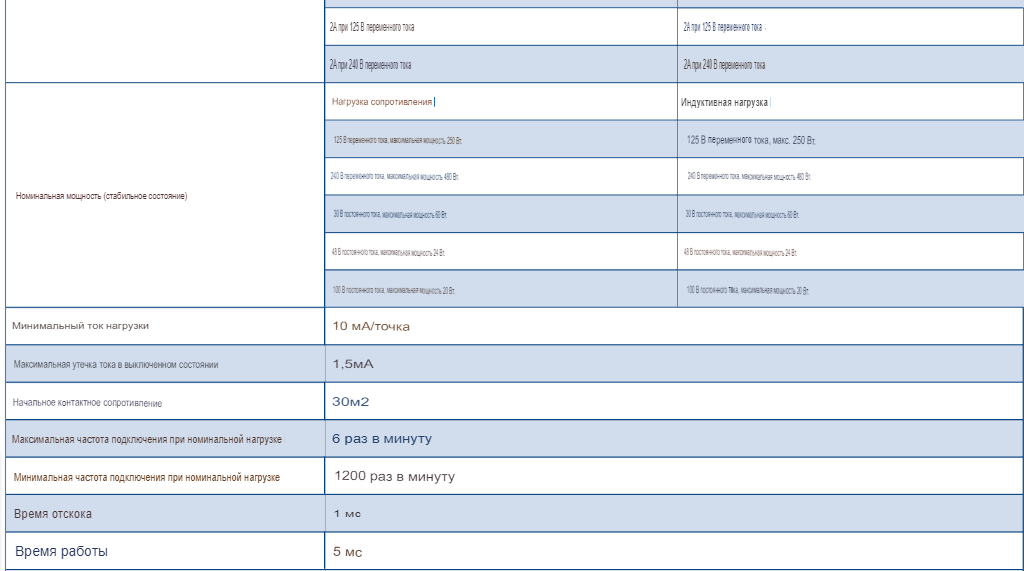 2А при 125 В переменного тока
2А при 125 В переменного тока
2А при 240 В переменного тока
2А при 240 В переменного тока
Номинальная мощность (стабильное состояние)
Нагрузка сопротивления
Индуктивная нагрузка
125 В переменного тока, максимальная мощность 250 Вт.
125 В переменного тока, макс. 250 Вт.
240 В переменного тока, максимальная мощность 480 Вт.
240 В переменного тока, максимальная мощность 480 Вт.
30 В постоянного тока, максимальная мощность 60 Вт.
30 В постоянного тока, максимальная мощность 60 Вт.
48 В постоянного тока, максимальная мощность 24 Вт.
48 В постоянного тока, максимальная мощность 24 Вт.
100 В постоянного тока, максимальная мощность 20 Вт.
100 В постоянного тока, максимальная мощность 20 Вт.
Минимальный ток нагрузки
10 мА/точка
Максимальная утечка тока в выключенном состоянии
1,5мА
Начальное контактное сопротивление
30м2
Максимальная частота подключения при номинальной нагрузке
6 раз в минуту
Минимальная частота подключения при номинальной нагрузке
1200 раз в минуту
Время отскока
1 мс
Время работы
5 мс